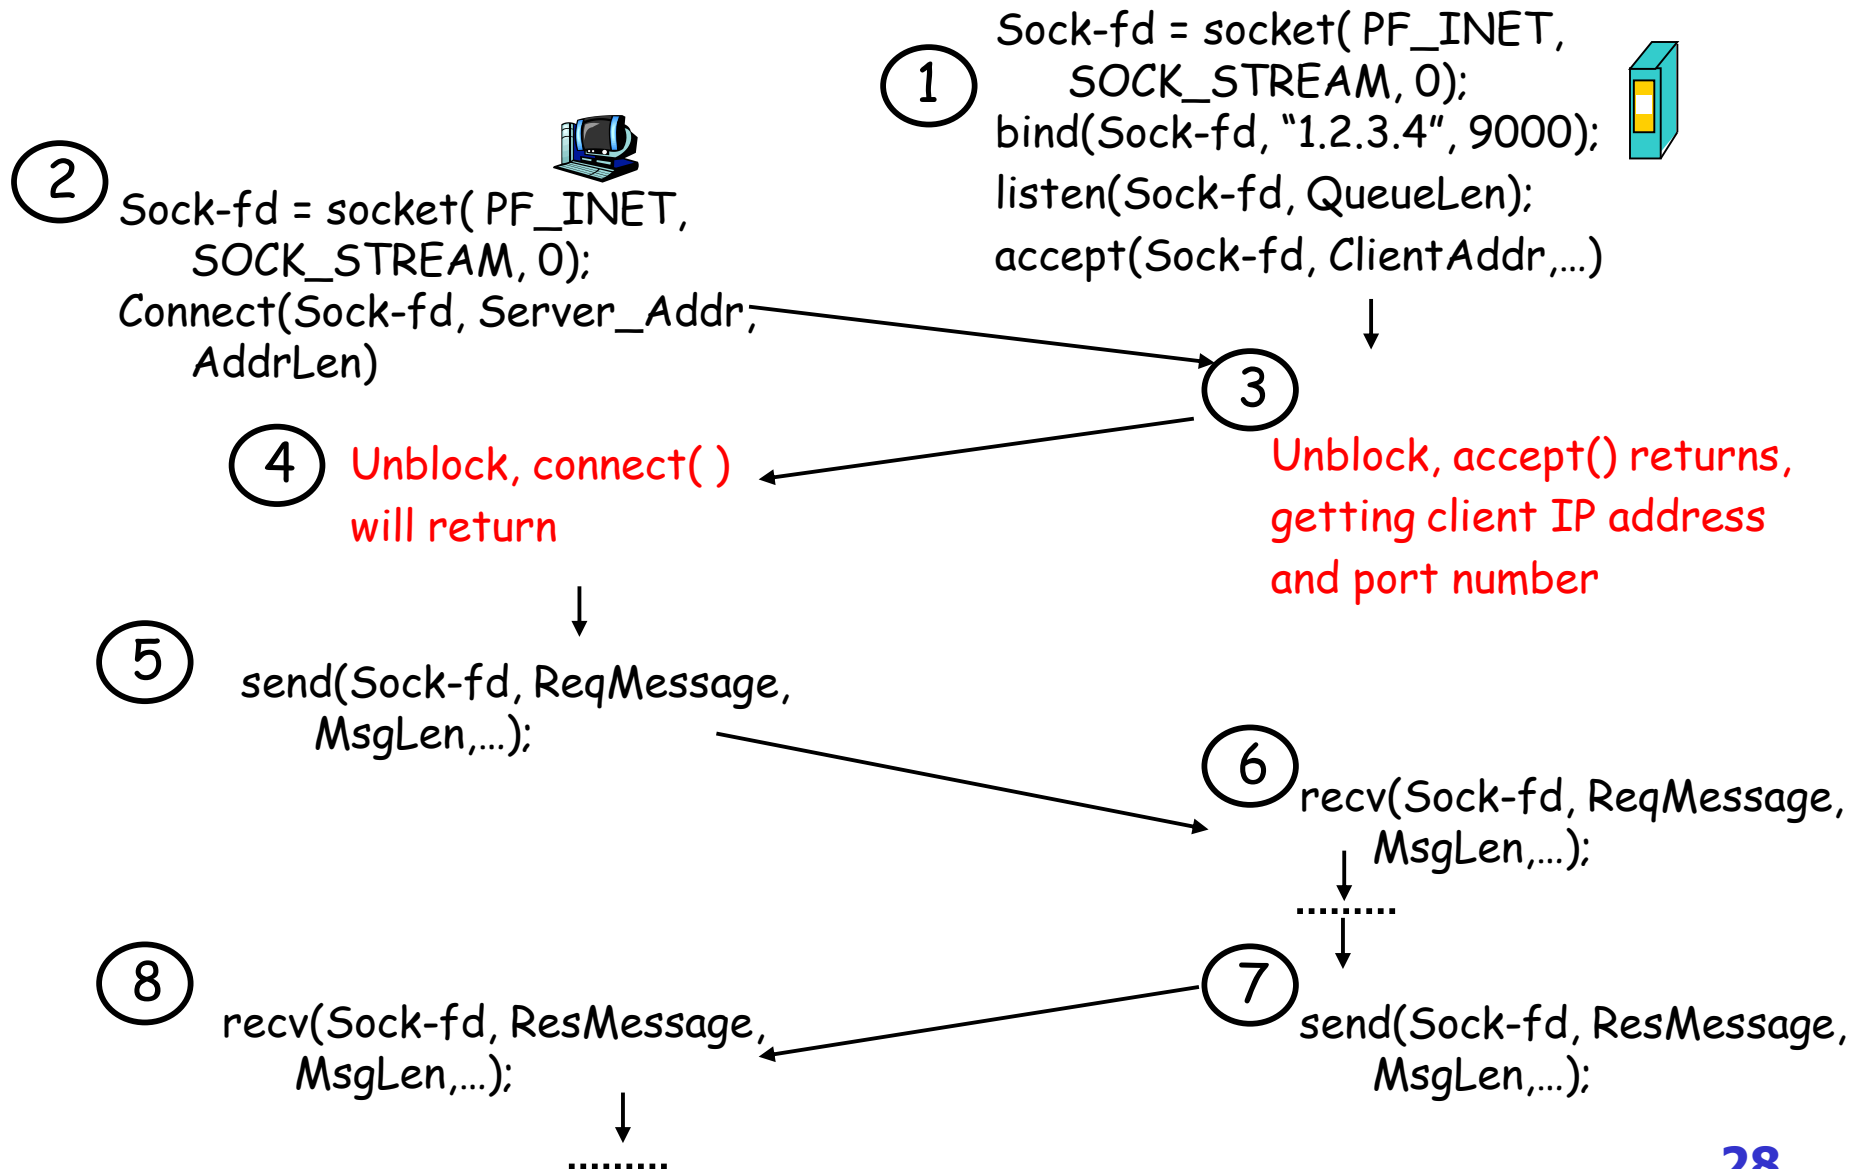 1
Sock-fd = socket( PF_INET,
SOCK_STREAM, 0);
bind(Sock-fd, “1.2.3.4”, 9000);
listen(Sock-fd, QueueLen);
accept(Sock-fd, ClientAddr,…)
2
Sock-fd = socket( PF_INET,
SOCK_STREAM, 0);
Connect(Sock-fd, Server_Addr,
AddrLen)
3
Unblock, accept() returns,
getting client IP address
and port number
4
Unblock, connect( )
will return
5
send(Sock-fd, ReqMessage,
MsgLen,…);
6
recv(Sock-fd, ReqMessage,
MsgLen,…);
………
7
send(Sock-fd, ResMessage,
MsgLen,…);
8
recv(Sock-fd, ResMessage,
MsgLen,…);
………
28